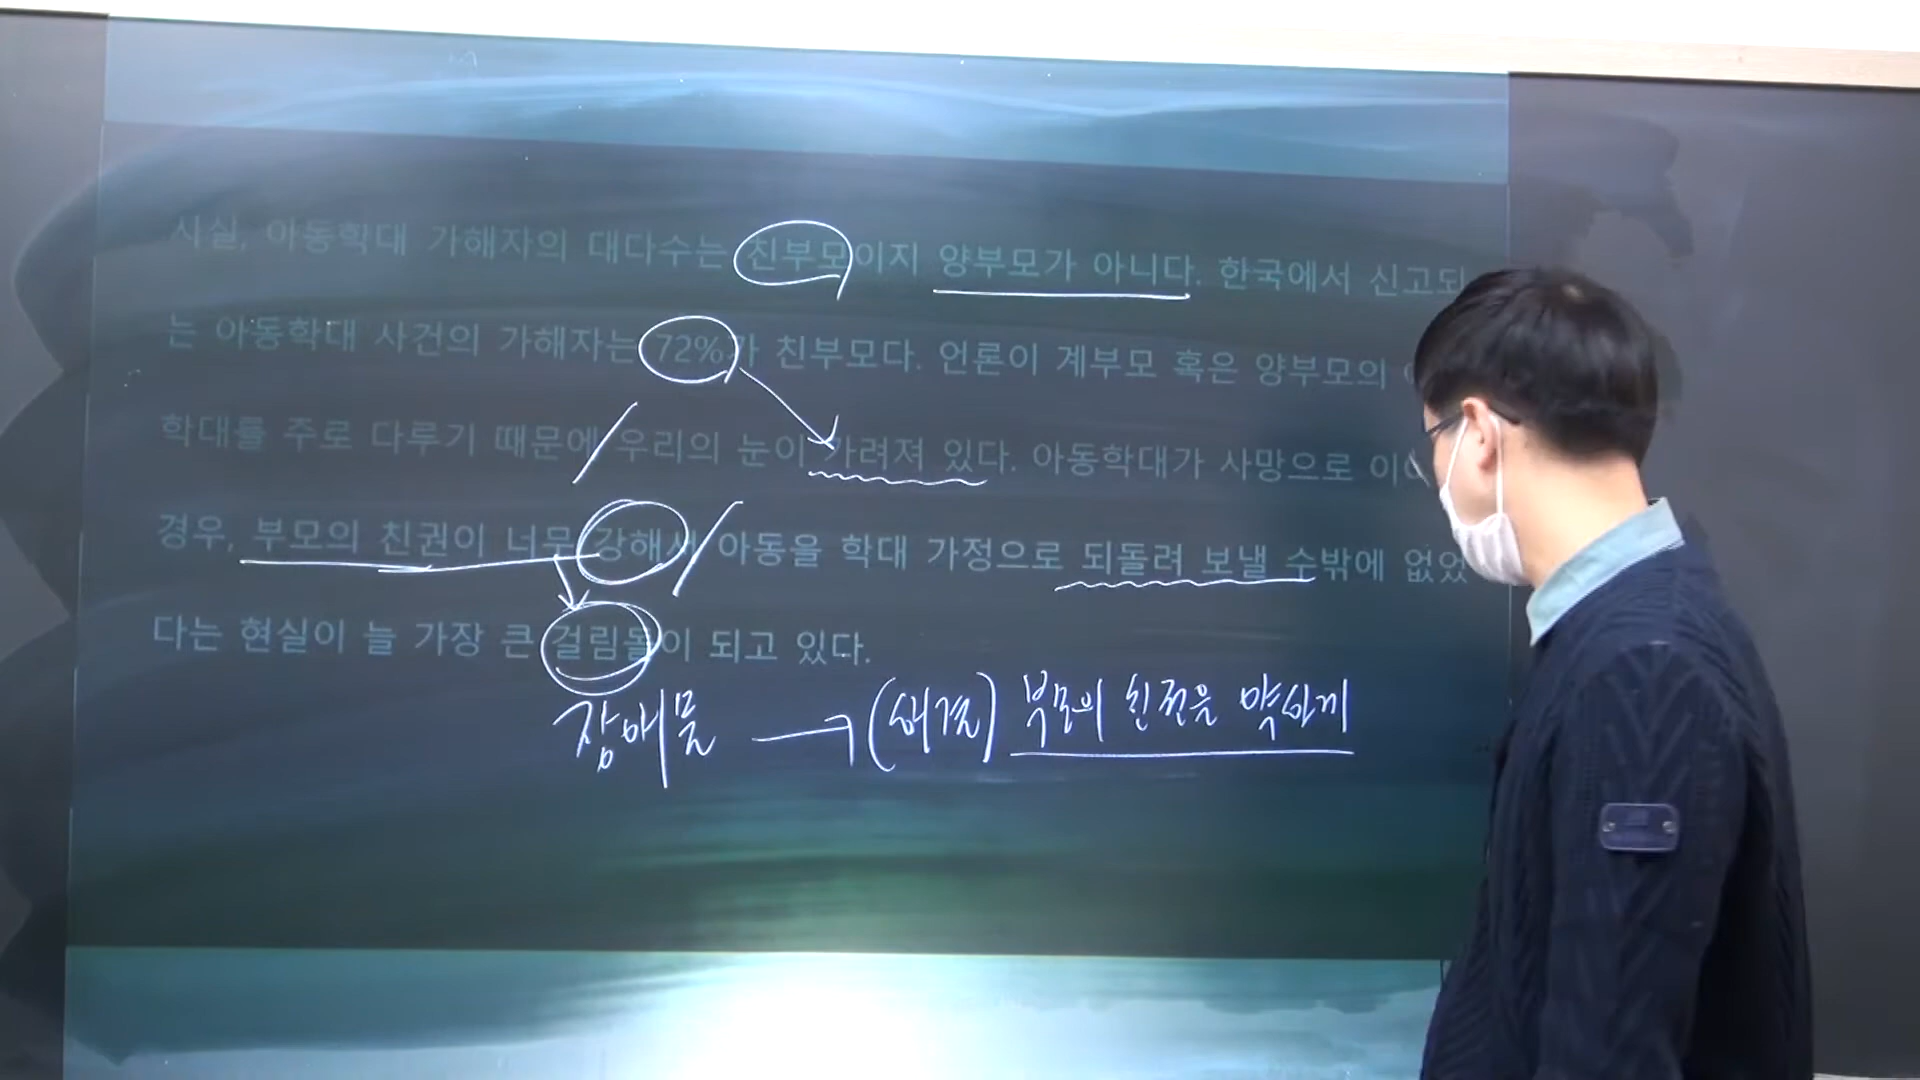 사실, 아동학대 가해자의 대다수는 친부모이지 양부모가 아니다. 한국에서 신고되
는 아동학대 사건의 가해자는 72%가 친부모다. 언론이 계부모 혹은 양부모의
학대를 주로 다루기 때문에 우리의 눈이 가려져 있다. 아동학대가 사망으로
경우, 부모의 친권이 너무 강해서 아동을 학대 가정으로 되돌려 보낼 수밖에 없었
다는 현실이 늘 가장 큰 걸림돌이 되고 있다.
장애물 → (해결) 부모의 친권을 약하게